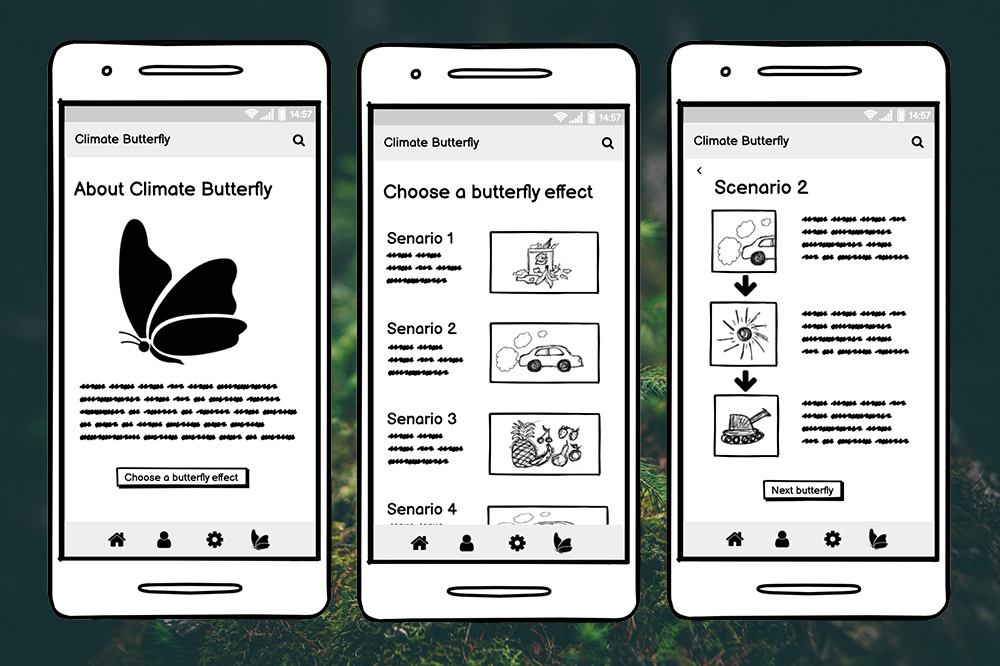 14:57
Climate Butterfly
About Climate Butterfly
Choose a butterfly effect
14:57
Climate Butterfly
Choose a butterfly effect
Senario 1
Senario 2
Senario 3
Senario 4
14:57
Climate Butterfly
Scenario 2
Next butterfly